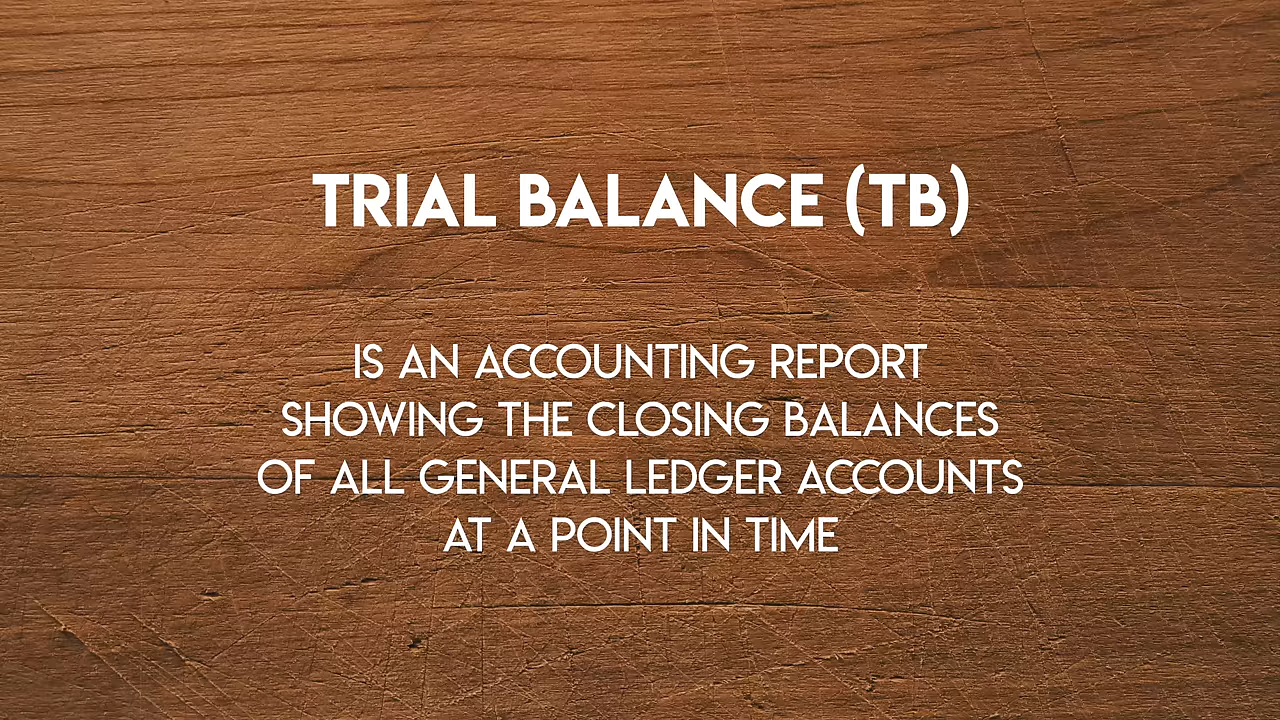 TRIAL BALANCE (TB)
IS AN ACCOUNTING REPORT
SHOWING THE CLOSING BALANCES
OF ALL GENERAL LEDGER ACCOUNTS
AT A POINT IN TIME